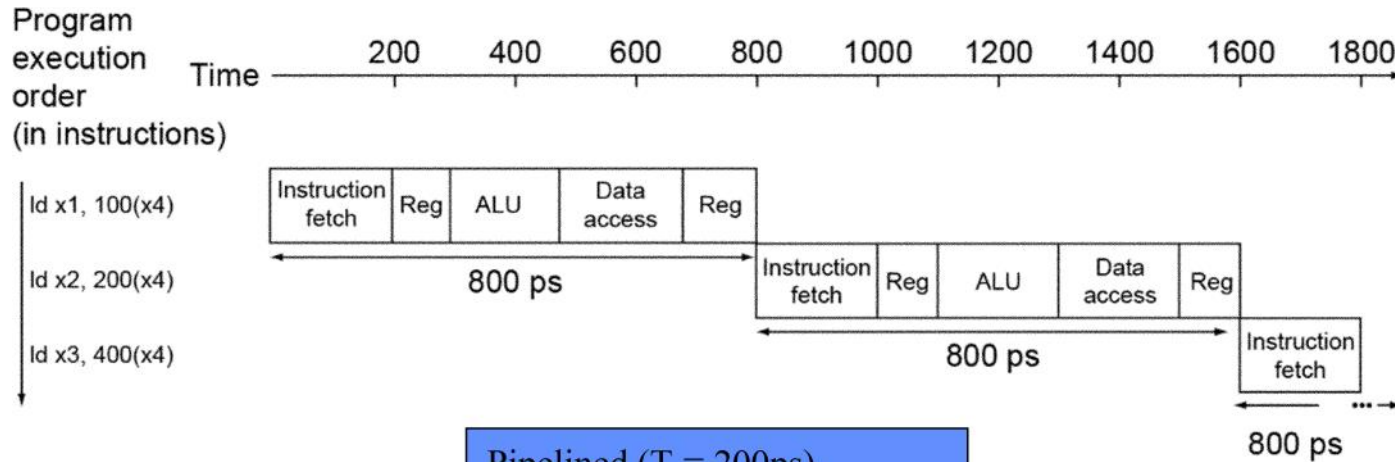 Program
execution
order
(in instructions)
Time
200 400 600 800 1000 1200 1400 1600 1800
ld x1, 100(x4)
Instruction
fetch
Reg
ALU
Data
access
Reg
800 ps
ld x2, 200(x4)
Instruction
fetch
Reg
ALU
Data
access
Reg
800 ps
ld x3, 400(x4)
Instruction
fetch
...
800 ps
Pipelined (T = 200ps)